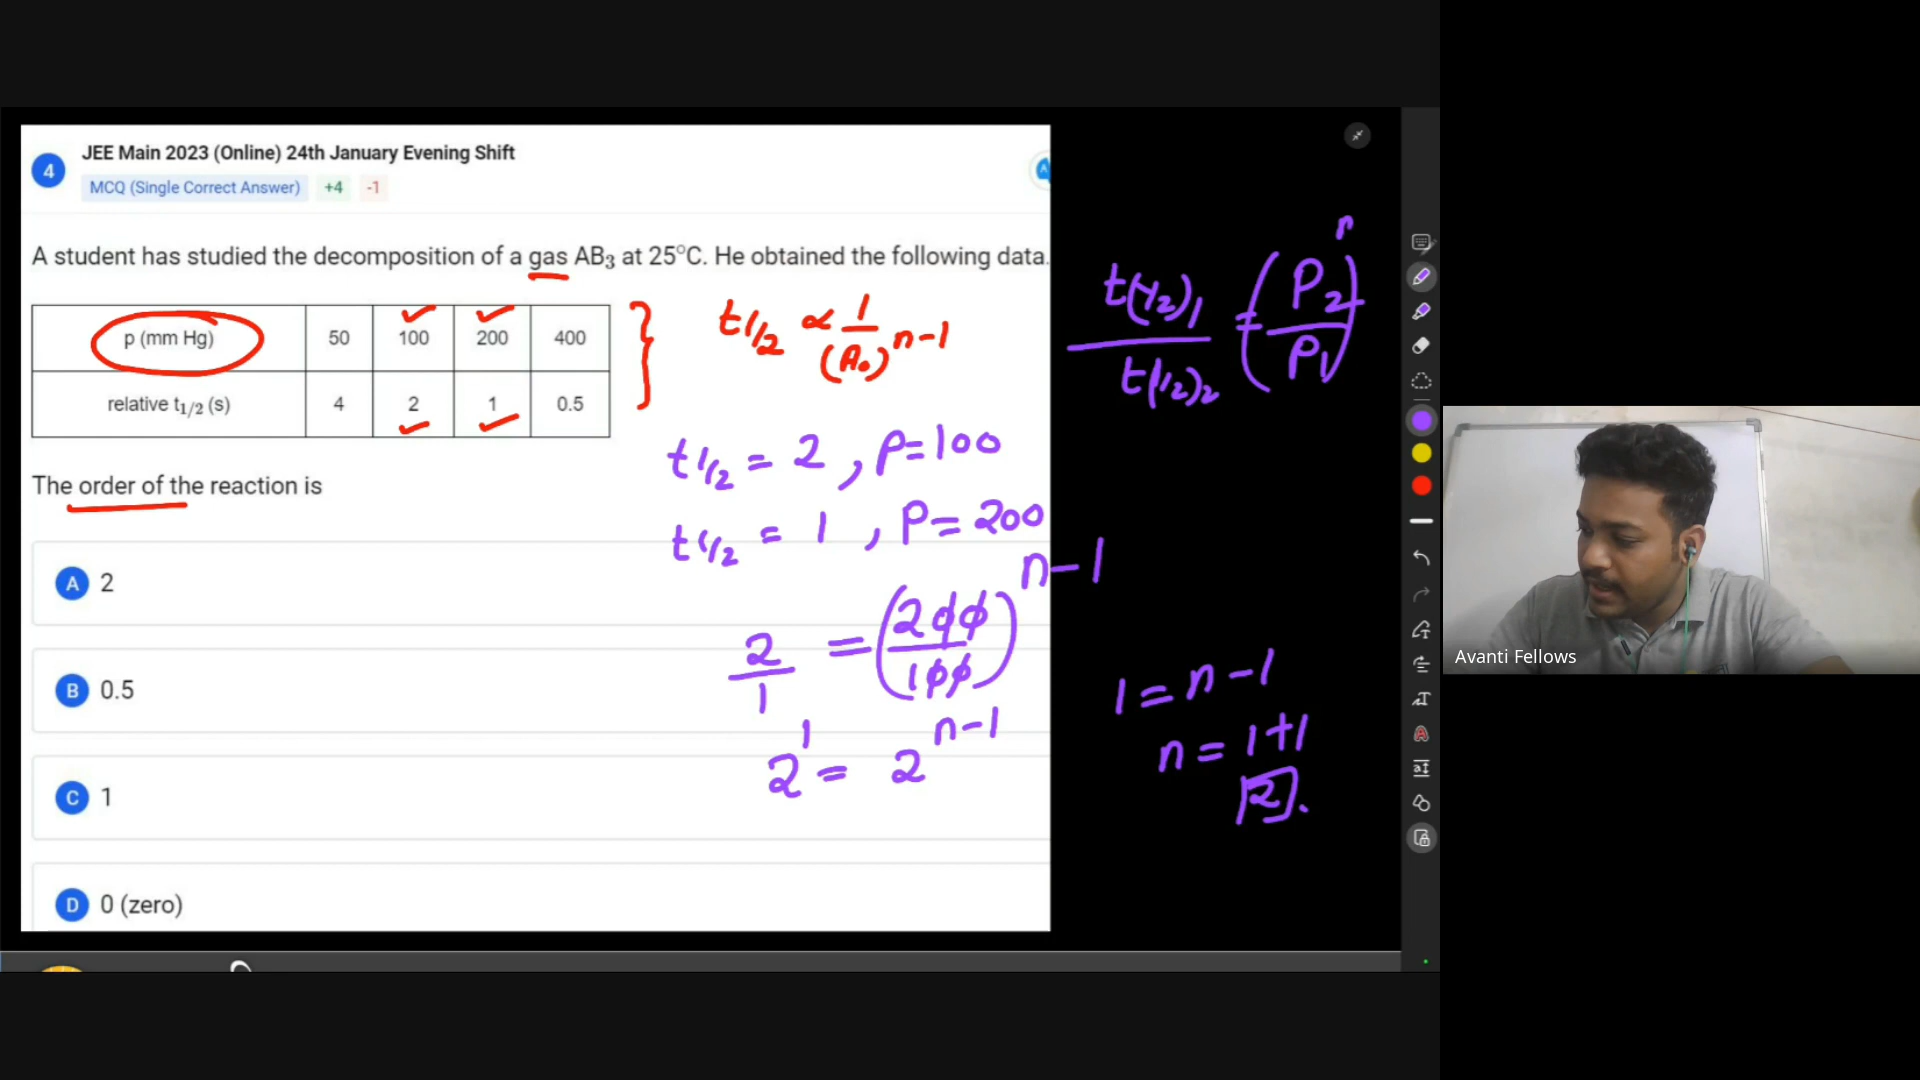 4
JEE Main 2023 (Online) 24th January Evening Shift
MCQ (Single Correct Answer) +4 -1
A student has studied the decomposition of a gas AB₃ at 25°C. He obtained the following data.
p (mm Hg) 50 100 200 400
relative t₁/₂ (s) 4 2 1 0.5
t1/2 ∝ 1/(A₀)^n-1
t(1/2)₁ / t(1/2)₂ = (P₂/P₁)^n
t1/2 = 2, P=100
t1/2 = 1, P=200
The order of the reaction is
A 2
B 0.5
C 1
D 0 (zero)
2/1 = (200/100)^n-1
2^1 = 2^n-1
1 = n-1
n = 1+1
2.
Avanti Fellows